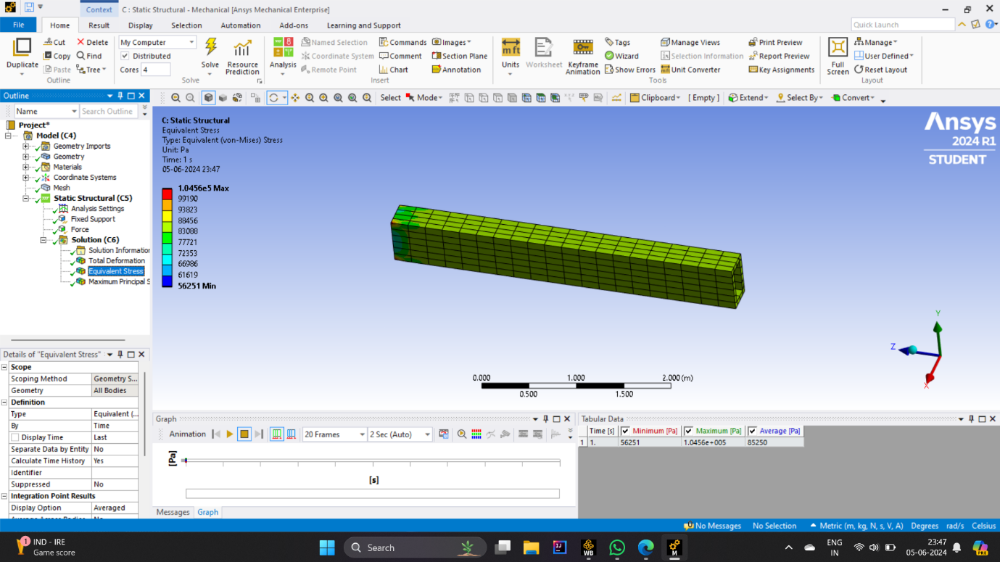 Context
C : Static Structural - Mechanical [Ansys Mechanical Enterprise]
File Home Result Display Selection Automation Add-ons Learning and Support
Quick Launch
Duplicate
Cut
Copy
Paste
Delete
Find
Tree
Outline
My Computer
Distributed
Cores 4
Solve
Resource Prediction
Solve
Analysis
Named Selection
Coordinate System
Remote Point
Commands
Comment
Chart
Images
Section Plane
Annotation
Insert
Units
Worksheet
Keyframe Animation
Tags
Wizard
Show Errors
Manage Views
Selection Information
Unit Converter
Print Preview
Report Preview
Key Assignments
Tools
Full Screen
Manage
User Defined
Reset Layout
Layout
Outline
Select Mode Clipboard [ Empty ] Extend Select By Convert
Name Search Outline
Project*
Model (C4)
Geometry Imports
Geometry
Materials
Coordinate Systems
Mesh
Static Structural (C5)
Analysis Settings
Fixed Support
Force
Solution (C6)
Solution Information
Total Deformation
Equivalent Stress
Maximum Principal S
C: Static Structural
Equivalent Stress
Type: Equivalent (von-Mises) Stress
Unit: Pa
Time: 1 s
05-06-2024 23:47
1.0456e5 Max
99190
93823
88456
83088
77721
72353
66986
61619
56251 Min
Ansys
2024 R1
STUDENT
Y
Z
X
0.000 1.000 2.000 (m)
0.500 1.500
Details of "Equivalent Stress"
Scope
Scoping Method Geometry S...
Geometry All Bodies
Definition
Type Equivalent (...
By Time
Display Time Last
Separate Data by Entity No
Calculate Time History Yes
Identifier
Suppressed No
Integration Point Results
Display Option Averaged
Graph
Animation 20 Frames 2 Sec (Auto)
[Pa]
[s]
Messages Graph
Tabular Data
Time [s] Minimum [Pa] Maximum [Pa] Average [Pa]
1 1. 56251 1.0456e+005 85250
No Messages No Selection Metric (m, kg, N, s, V, A) Degrees rad/s Celsius
1
IND - IRE
Game score
Search
IJ
WB
M
ENG
IN
23:47
05-06-2024
PRE